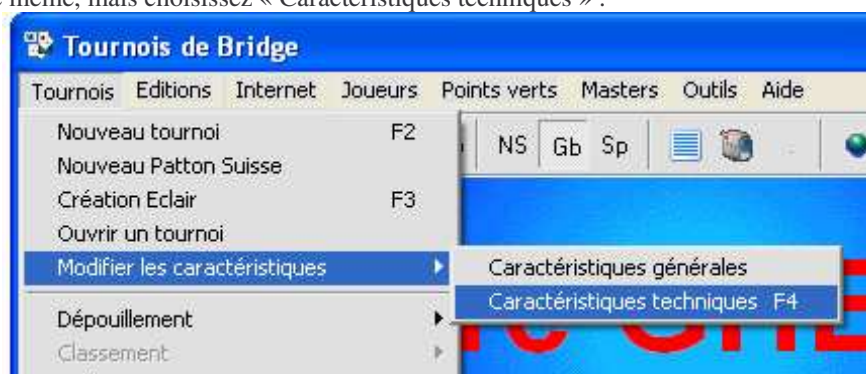 même, mais choisissez « Caractéristiques techniques » :
Tournois de Bridge
Tournois Editions Internet Joueurs Points verts Masters Outils Aide
NS Gb Sp
Nouveau tournoi F2
Nouveau Patton Suisse
Création Eclair F3
Ouvrir un tournoi
Modifier les caractéristiques
Caractéristiques générales
Caractéristiques techniques F4
Dépouillement
Classement